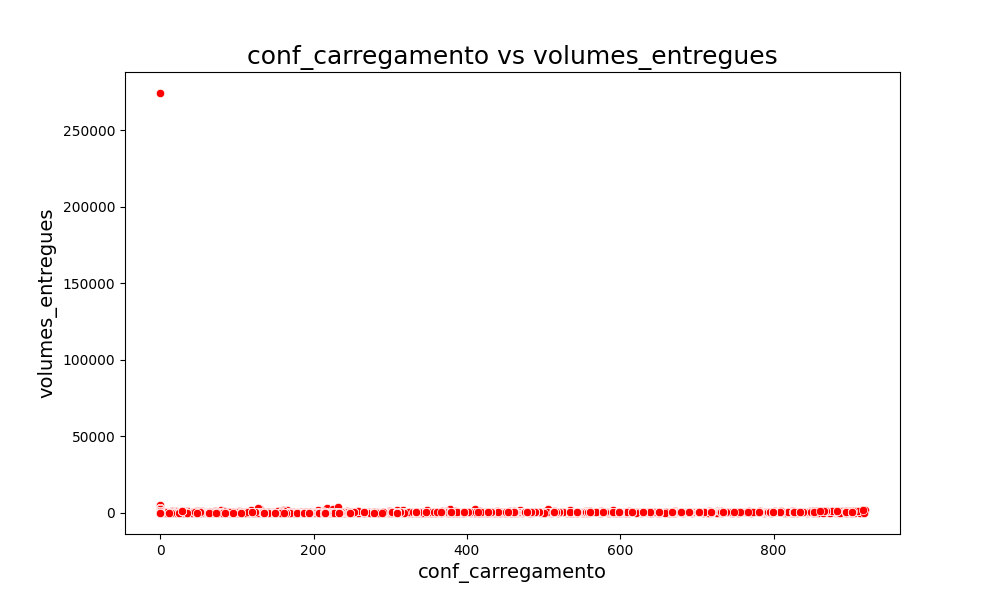 conf_carregamento vs volumes_entregues
volumes_entregues
250000
200000
150000
100000
50000
0
0 200 400 600 800
conf_carregamento